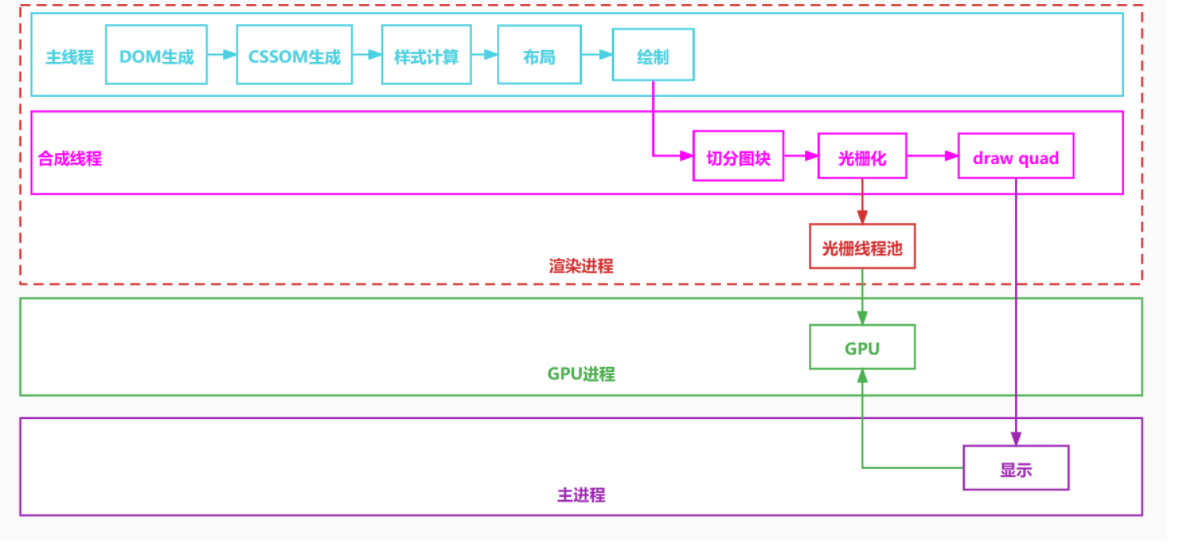 主线程
DOM生成
CSSOM生成
样式计算
布局
绘制
合成线程
切分图块
光栅化
draw quad
光栅线程池
渲染进程
GPU
GPU进程
显示
主进程